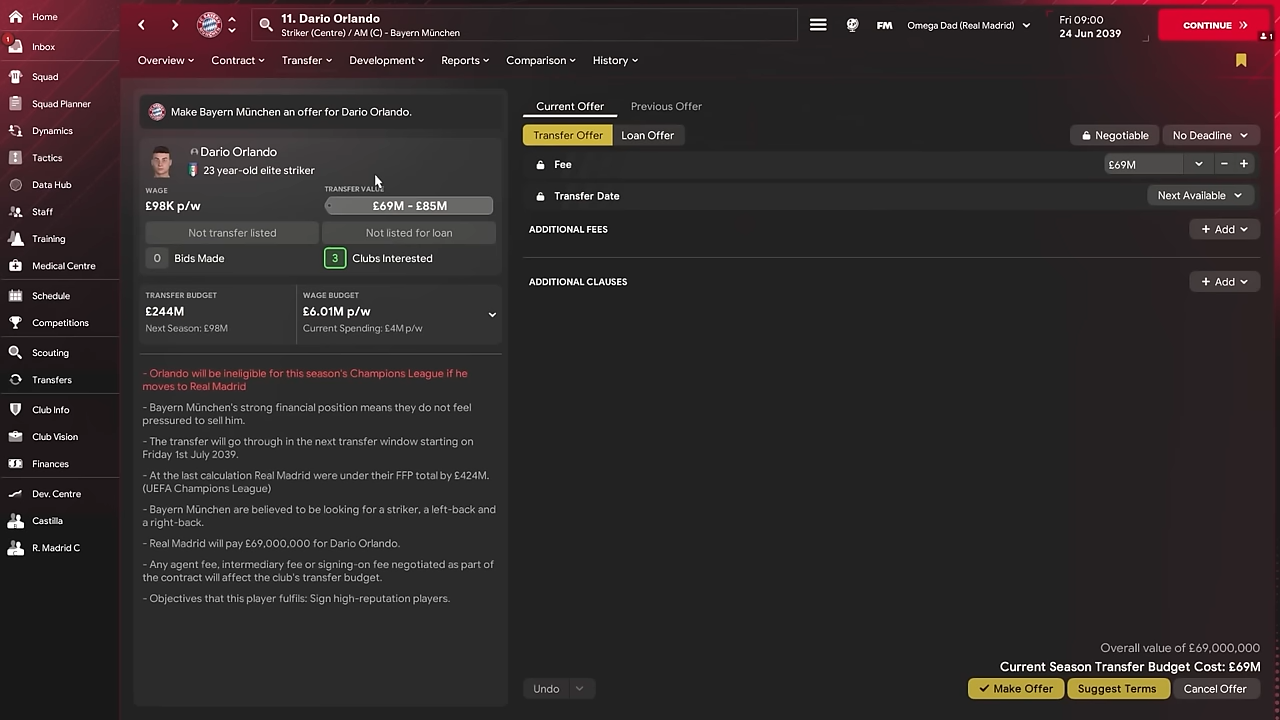 Home
1
Inbox
Squad
Squad Planner
Dynamics
Tactics
Data Hub
Staff
Training
Medical Centre
Schedule
Competitions
Scouting
Transfers
Club Info
Club Vision
Finances
Dev. Centre
Castilla
R. Madrid C
11. Dario Orlando
Striker (Centre) / AM (C) - Bayern München
FM
Omega Dad (Real Madrid)
Fri 09:00
24 Jun 2039
CONTINUE
1
Overview
Contract
Transfer
Development
Reports
Comparison
History
Make Bayern München an offer for Dario Orlando.
Dario Orlando
23 year-old elite striker
WAGE
£98K p/w
TRANSFER VALUE
£69M - £85M
Not transfer listed
Not listed for loan
0 Bids Made
3 Clubs Interested
TRANSFER BUDGET
£244M
Next Season: £98M
WAGE BUDGET
£6.01M p/w
Current Spending: £4M p/w
- Orlando will be ineligible for this season's Champions League if he
moves to Real Madrid
- Bayern München's strong financial position means they do not feel
pressured to sell him.
- The transfer will go through in the next transfer window starting on
Friday 1st July 2039.
- At the last calculation Real Madrid were under their FFP total by £424M.
(UEFA Champions League)
- Bayern München are believed to be looking for a striker, a left-back and
a right-back.
- Real Madrid will pay £69,000,000 for Dario Orlando.
- Any agent fee, intermediary fee or signing-on fee negotiated as part of
the contract will affect the club's transfer budget.
- Objectives that this player fulfils: Sign high-reputation players.
Current Offer
Previous Offer
Transfer Offer
Loan Offer
Negotiable
No Deadline
Fee
£69M
- +
Transfer Date
Next Available
ADDITIONAL FEES
+ Add
ADDITIONAL CLAUSES
+ Add
Overall value of £69,000,000
Current Season Transfer Budget Cost: £69M
Undo
Make Offer
Suggest Terms
Cancel Offer